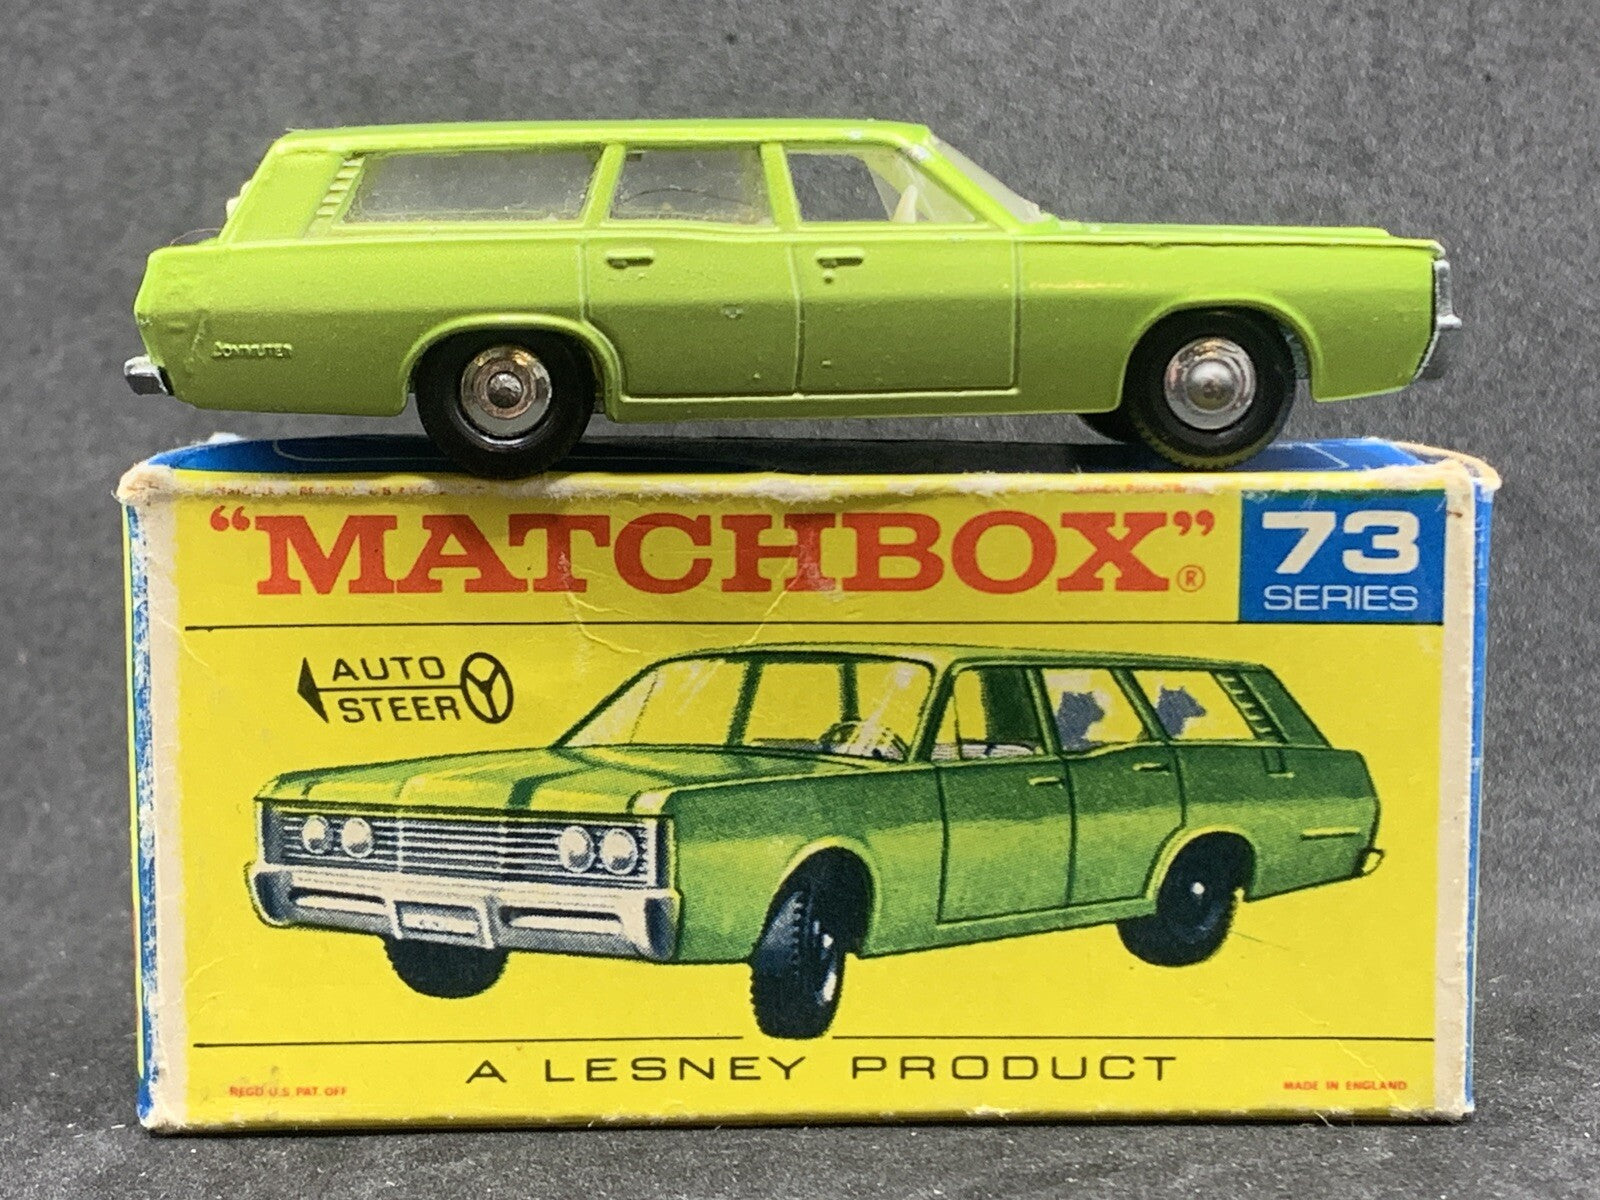 COMMUTER
"MATCHBOX"®
73
SERIES
AUTO
STEER
A LESNEY PRODUCT
REGD U.S. PAT. OFF
MADE IN ENGLAND